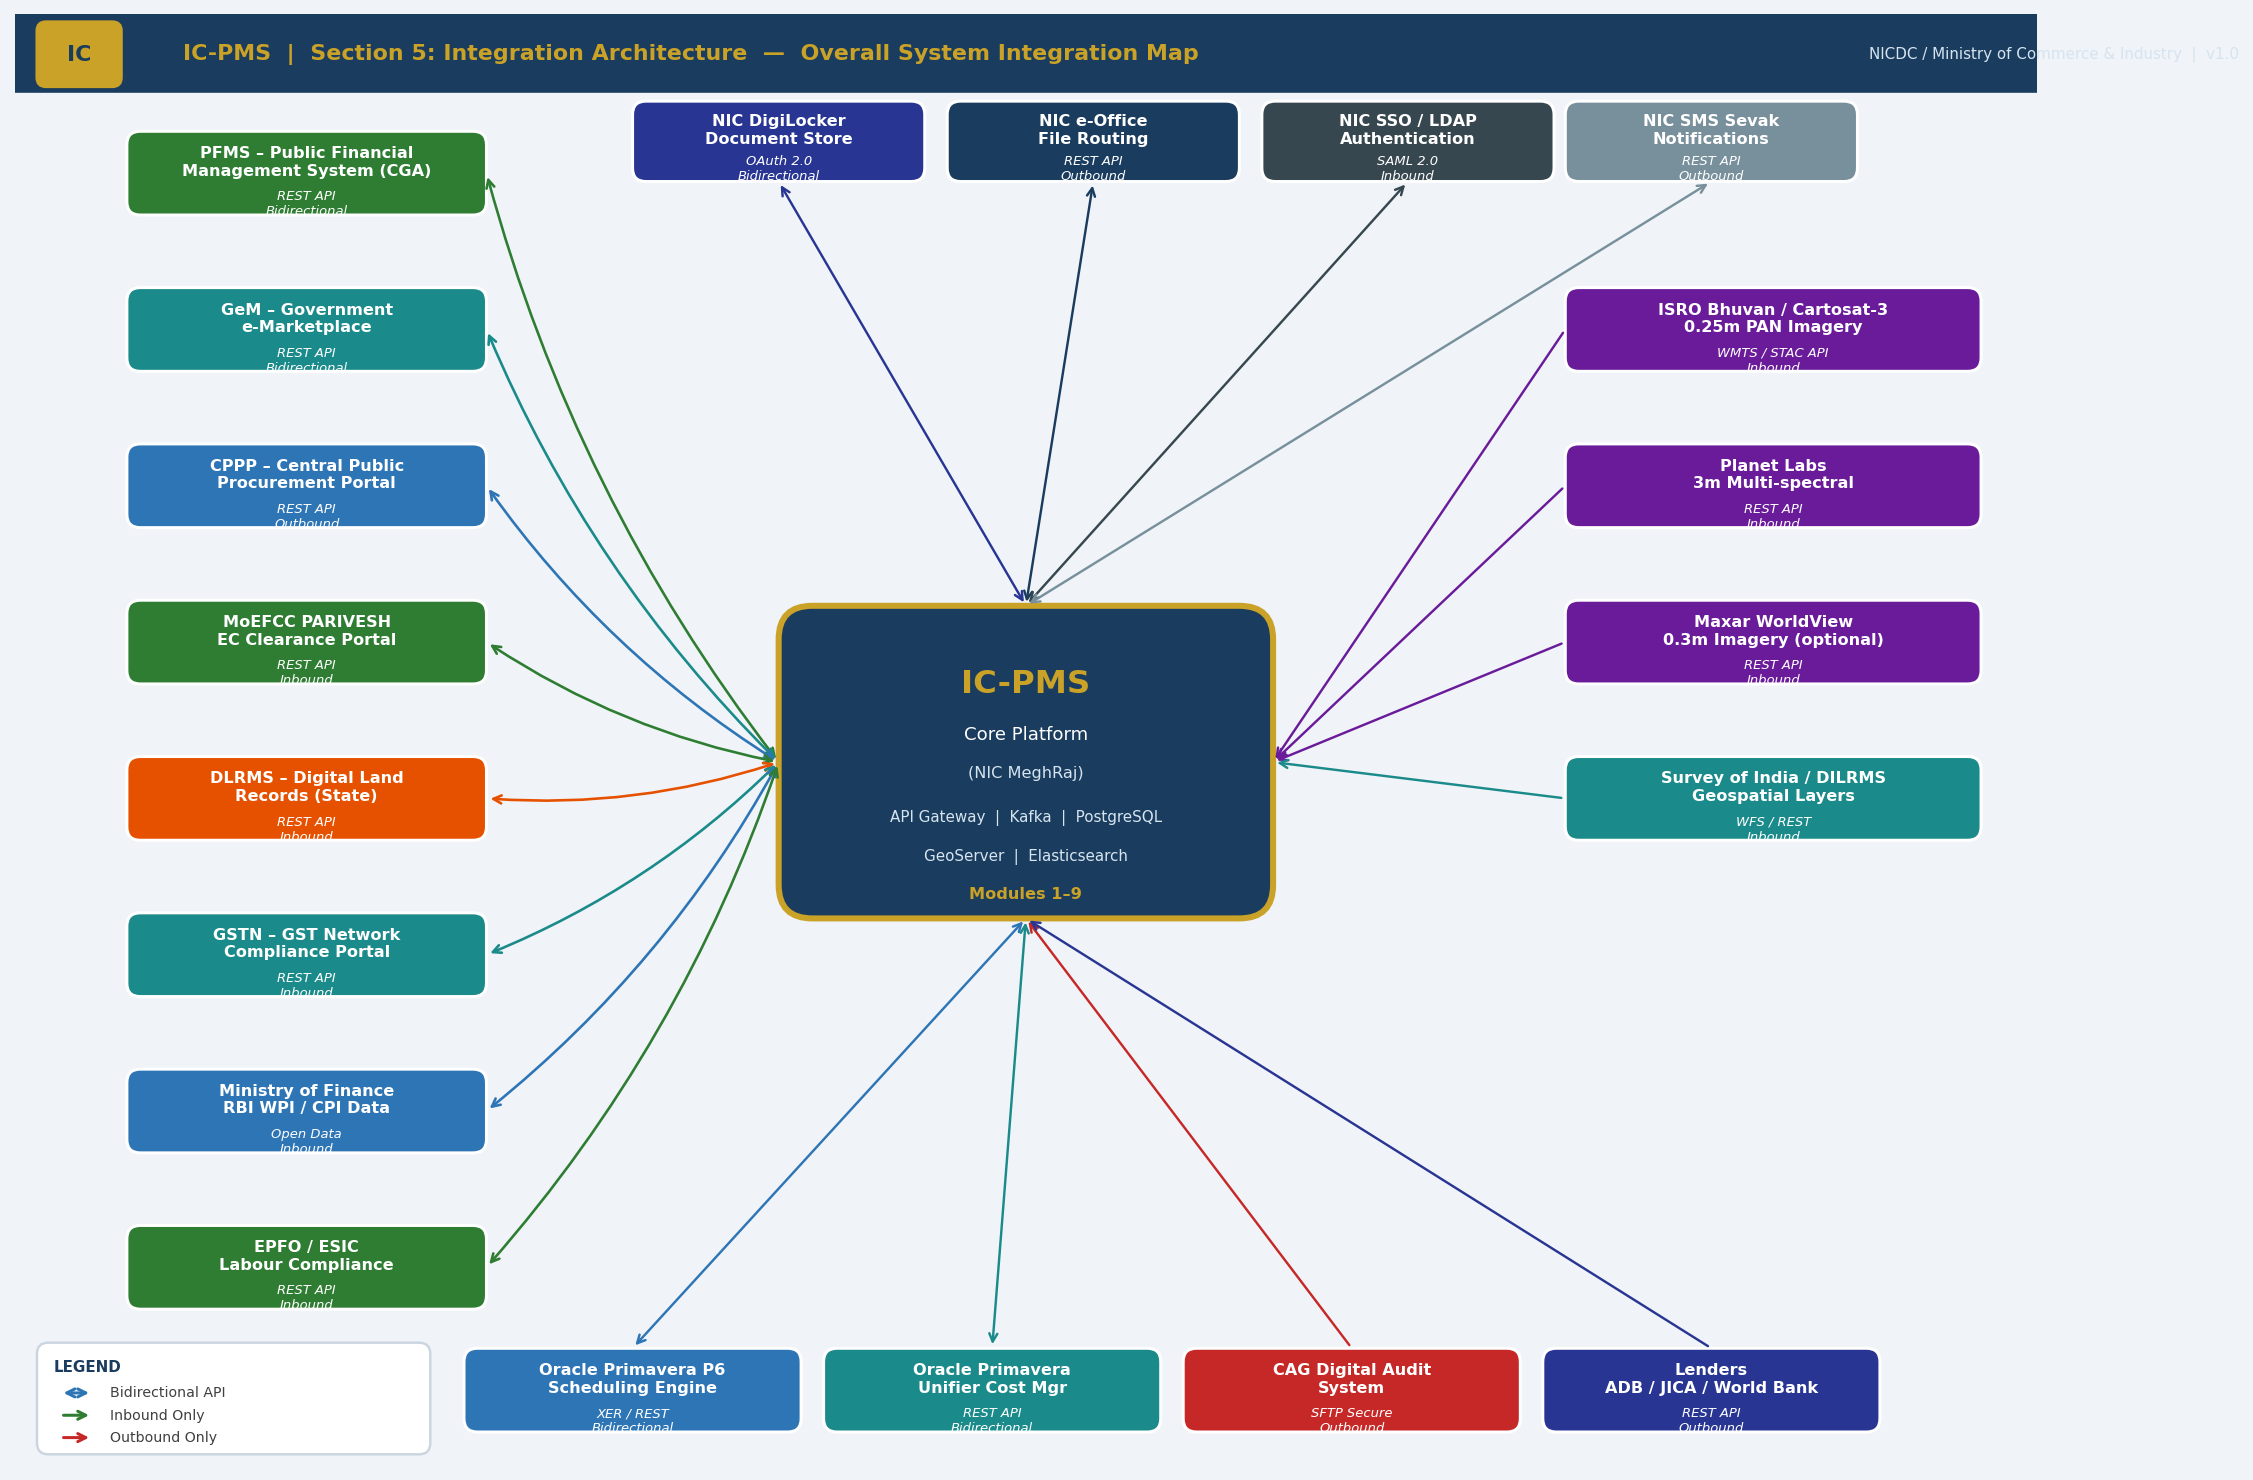 IC
IC-PMS | Section 5: Integration Architecture — Overall System Integration Map
NICDC / Ministry of Commerce & Industry | v1.0
NIC DigiLocker
Document Store
OAuth 2.0
Bidirectional
NIC e-Office
File Routing
REST API
Outbound
NIC SSO / LDAP
Authentication
SAML 2.0
Inbound
NIC SMS Sevak
Notifications
REST API
Outbound
PFMS – Public Financial
Management System (CGA)
REST API
Bidirectional
GeM – Government
e-Marketplace
REST API
Bidirectional
CPPP – Central Public
Procurement Portal
REST API
Outbound
MoEFCC PARIVESH
EC Clearance Portal
REST API
Inbound
DLRMS – Digital Land
Records (State)
REST API
Inbound
GSTN – GST Network
Compliance Portal
REST API
Inbound
Ministry of Finance
RBI WPI / CPI Data
Open Data
Inbound
EPFO / ESIC
Labour Compliance
REST API
Inbound
IC-PMS
Core Platform
(NIC MeghRaj)
API Gateway | Kafka | PostgreSQL
GeoServer | Elasticsearch
Modules 1–9
ISRO Bhuvan / Cartosat-3
0.25m PAN Imagery
WMTS / STAC API
Inbound
Planet Labs
3m Multi-spectral
REST API
Inbound
Maxar WorldView
0.3m Imagery (optional)
REST API
Inbound
Survey of India / DILRMS
Geospatial Layers
WFS / REST
Inbound
LEGEND
Bidirectional API
Inbound Only
Outbound Only
Oracle Primavera P6
Scheduling Engine
XER / REST
Bidirectional
Oracle Primavera
Unifier Cost Mgr
REST API
Bidirectional
CAG Digital Audit
System
SFTP Secure
Outbound
Lenders
ADB / JICA / World Bank
REST API
Outbound